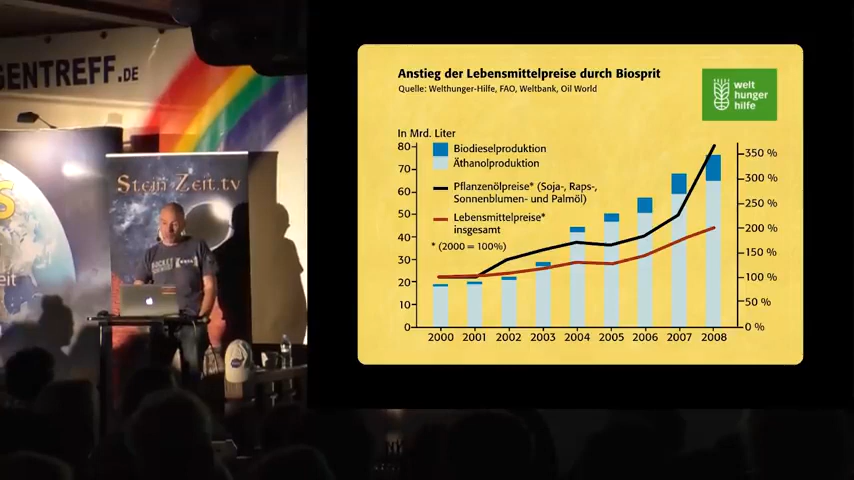 GENTREFF.DE
Stein Zeit.tv
Anstieg der Lebensmittelpreise durch Biosprit
Quelle: Welthunger-Hilfe, FAO, Weltbank, Oil World
welt
hunger
hilfe
In Mrd. Liter
80
70
60
50
40
30
20
10
0
Biodieselproduktion
Äthanolproduktion
Pflanzenölpreise* (Soja-, Raps-,
Sonnenblumen- und Palmöl)
Lebensmittelpreise*
insgesamt
* (2000 = 100%)
350 %
300 %
250 %
200 %
150 %
100 %
50 %
0 %
2000 2001 2002 2003 2004 2005 2006 2007 2008